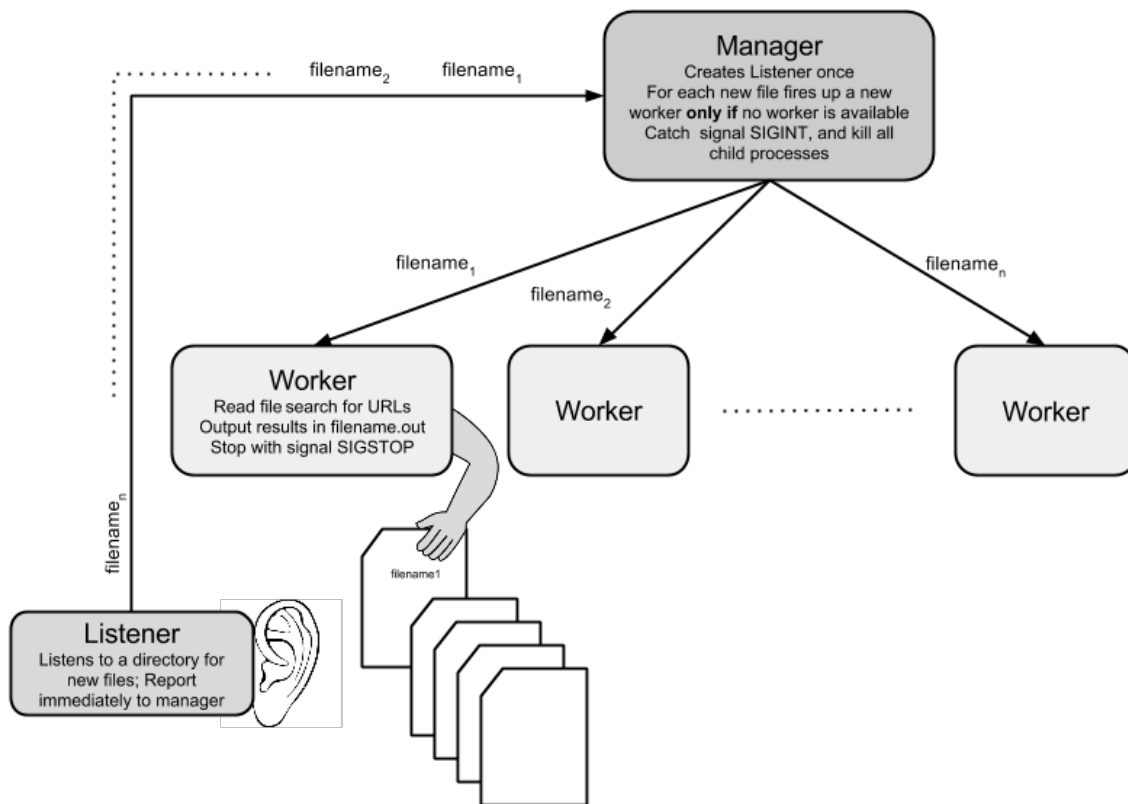 Manager
Creates Listener once
For each new file fires up a new
worker only if no worker is available
Catch signal SIGINT, and kill all
child processes
filename2
filename1
filename1
filename2
filenamen
Worker
Read file search for URLs
Output results in filename.out
Stop with signal SIGSTOP
Worker
Worker
filenamen
filename1
Listener
Listens to a directory for
new files; Report
immediately to manager